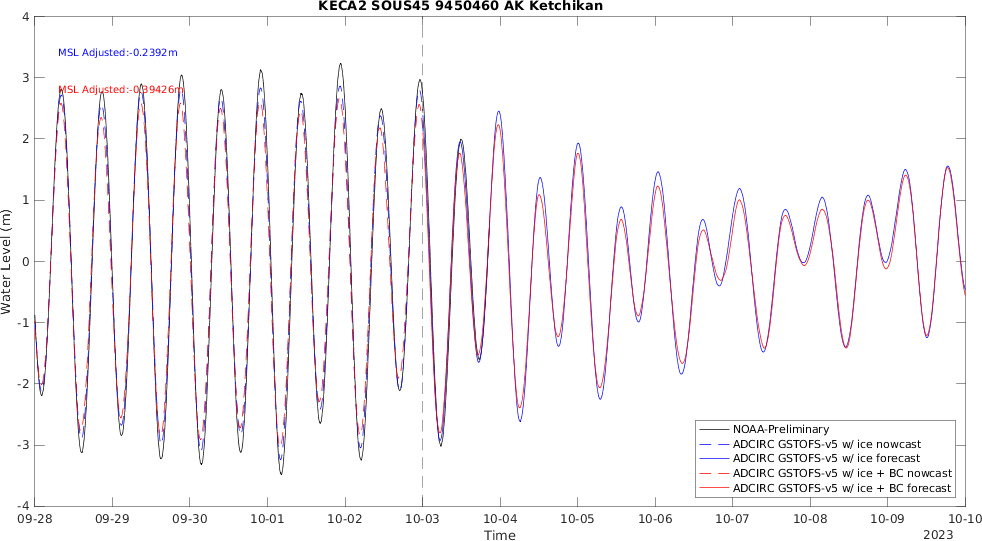 KECA2 SOUS45 9450460 AK Ketchikan
MSL Adjusted:-0.2392m
MSL Adjusted:-0.39426m
Water Level (m)
4
3
2
1
0
-1
-2
-3
-4
NOAA-Preliminary
ADCIRC GSTOFS-v5 w/ ice nowcast
ADCIRC GSTOFS-v5 w/ ice forecast
ADCIRC GSTOFS-v5 w/ ice + BC nowcast
ADCIRC GSTOFS-v5 w/ ice + BC forecast
09-28 09-29 09-30 10-01 10-02 10-03 10-04 10-05 10-06 10-07 10-08 10-09 10-10
Time
2023